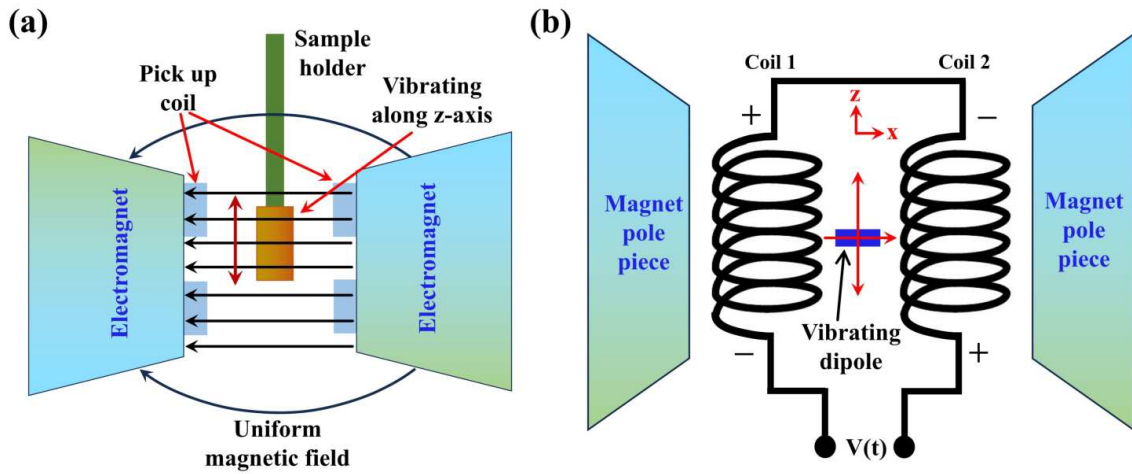 (a)
Sample
holder
Pick up
coil
Vibrating
along z-axis
Electromagnet
Electromagnet
Uniform
magnetic field
(b)
Coil 1
Coil 2
+
−
z
x
Magnet
pole
piece
Magnet
pole
piece
Vibrating
dipole
−
+
V(t)